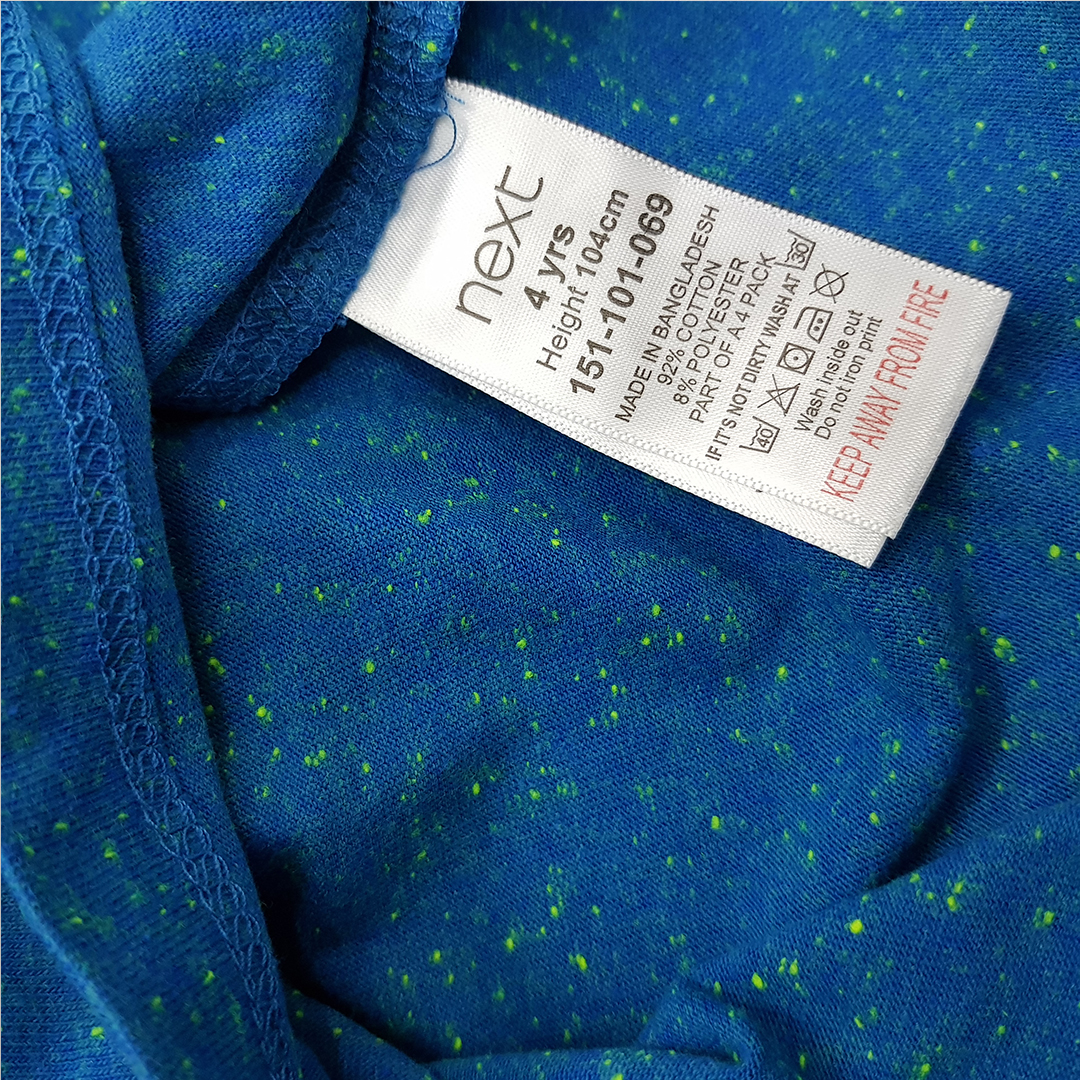 next
4 yrs
Height 104cm
151-101-069
MADE IN BANGLADESH
92% COTTON
8% POLYESTER
PART OF A 4 PACK
IF IT'S NOT DIRTY WASH AT 30
40
Wash inside out
Do not iron print
KEEP AWAY FROM FIRE